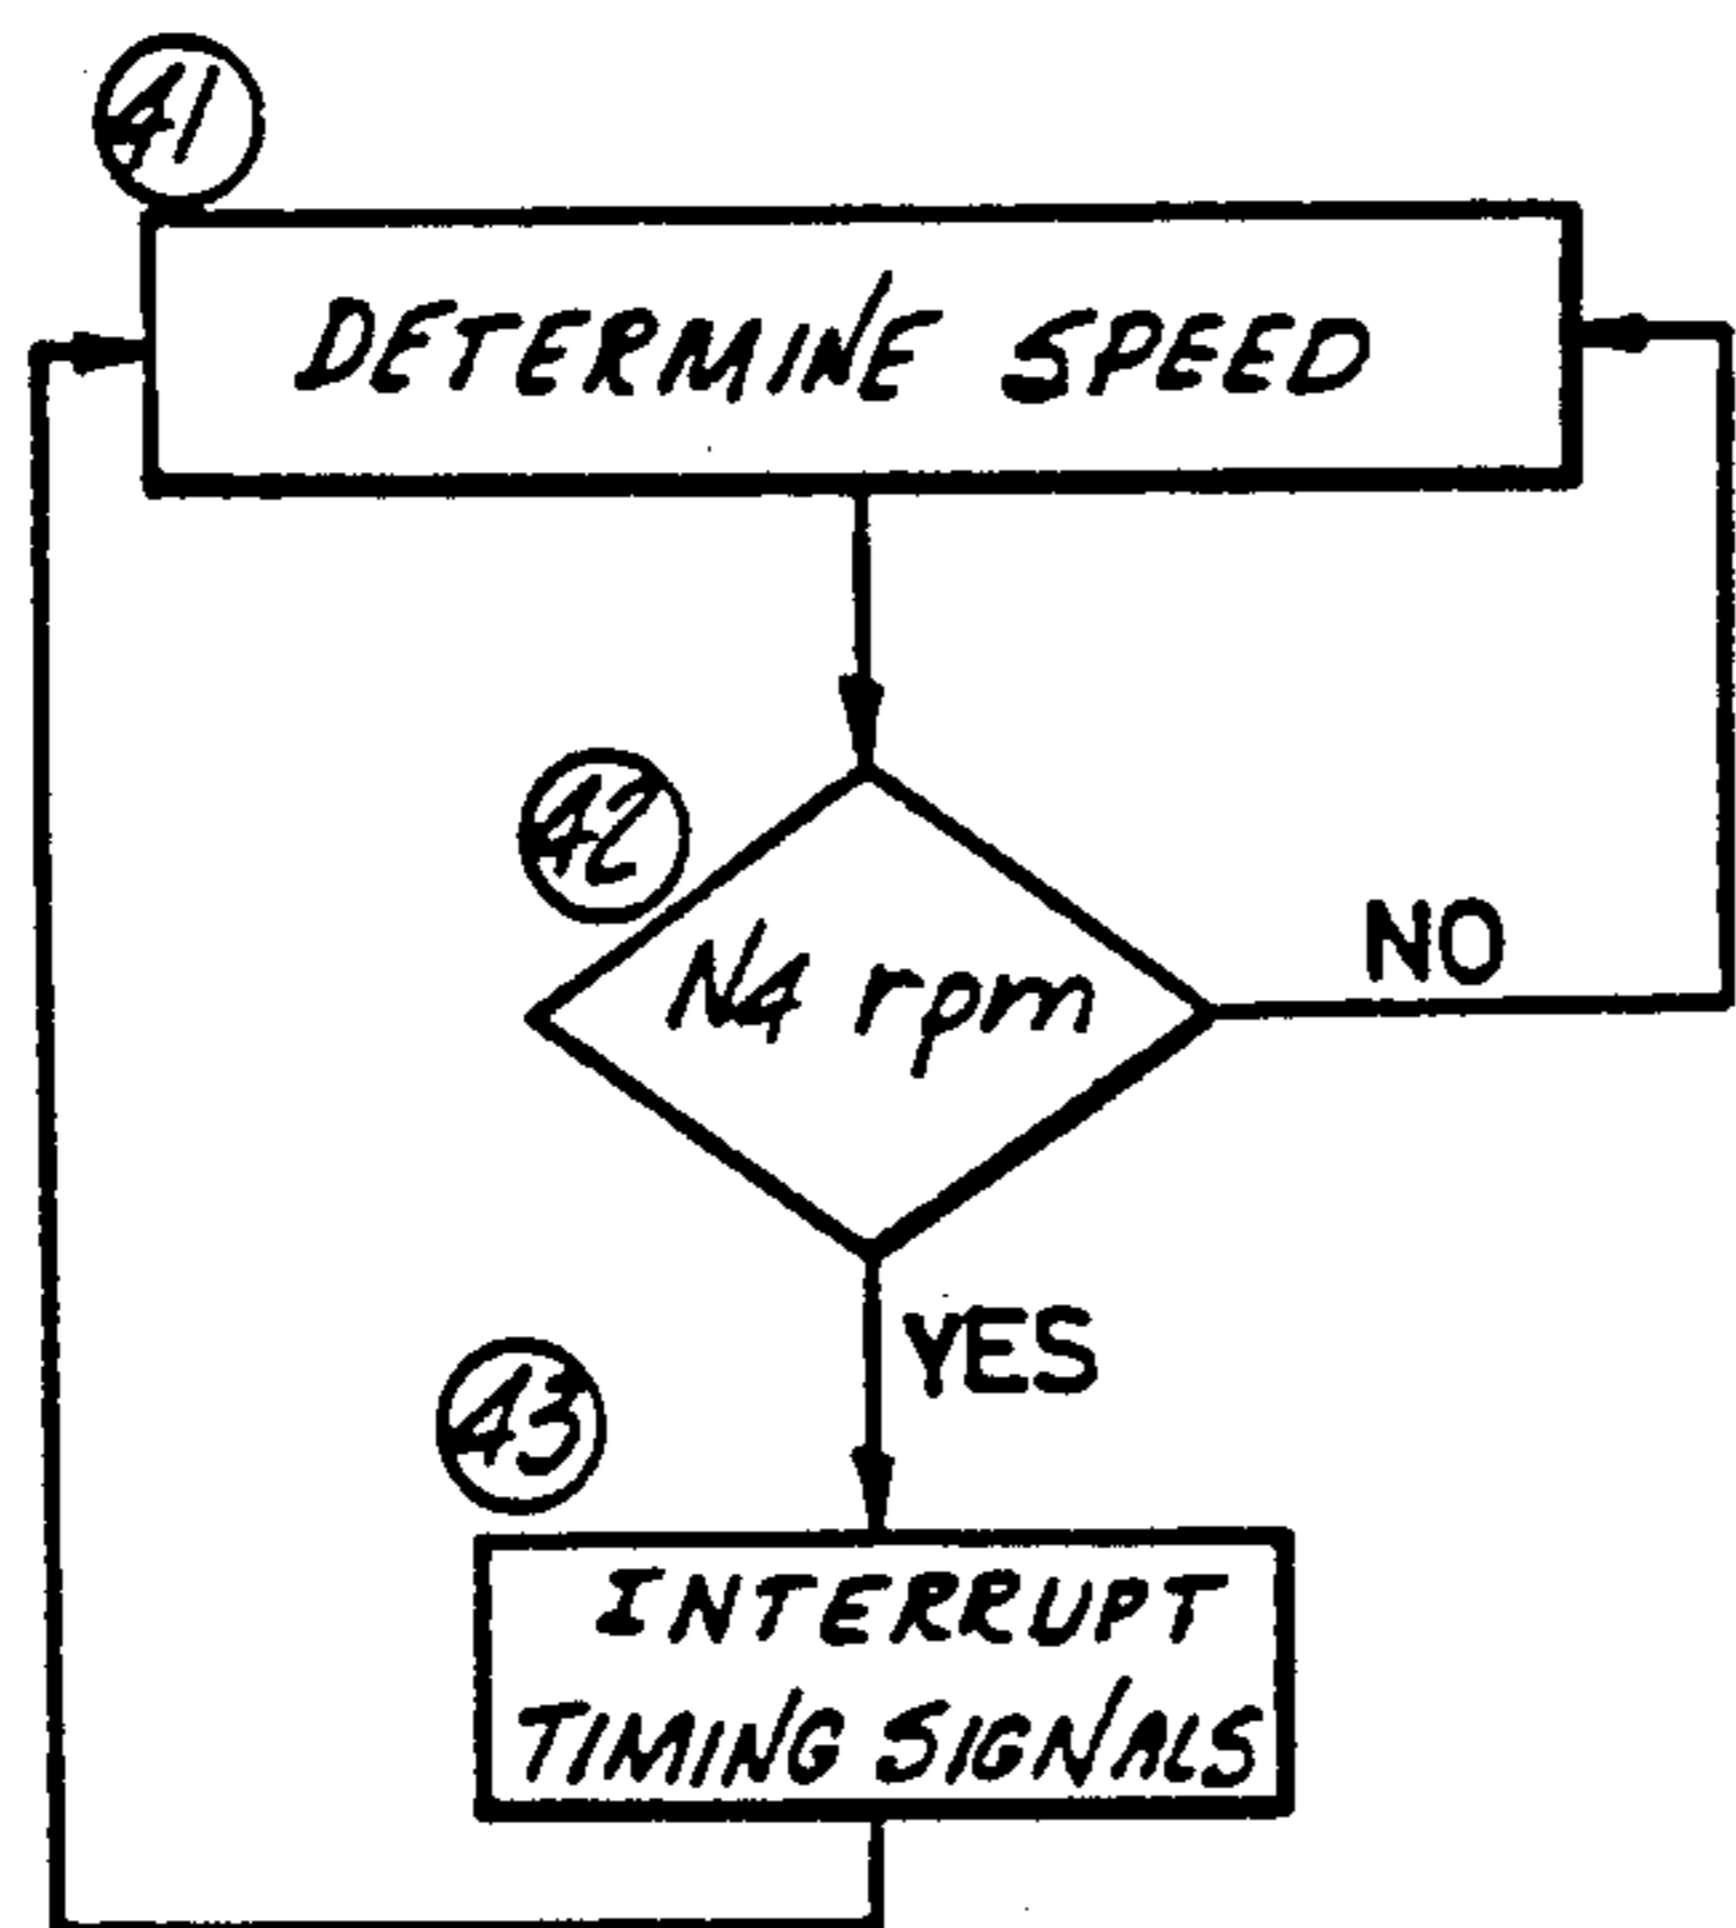 41
DETERMINE SPEED
42
N4 rpm
NO
YES
43
INTERRUPT
TIMING SIGNALS